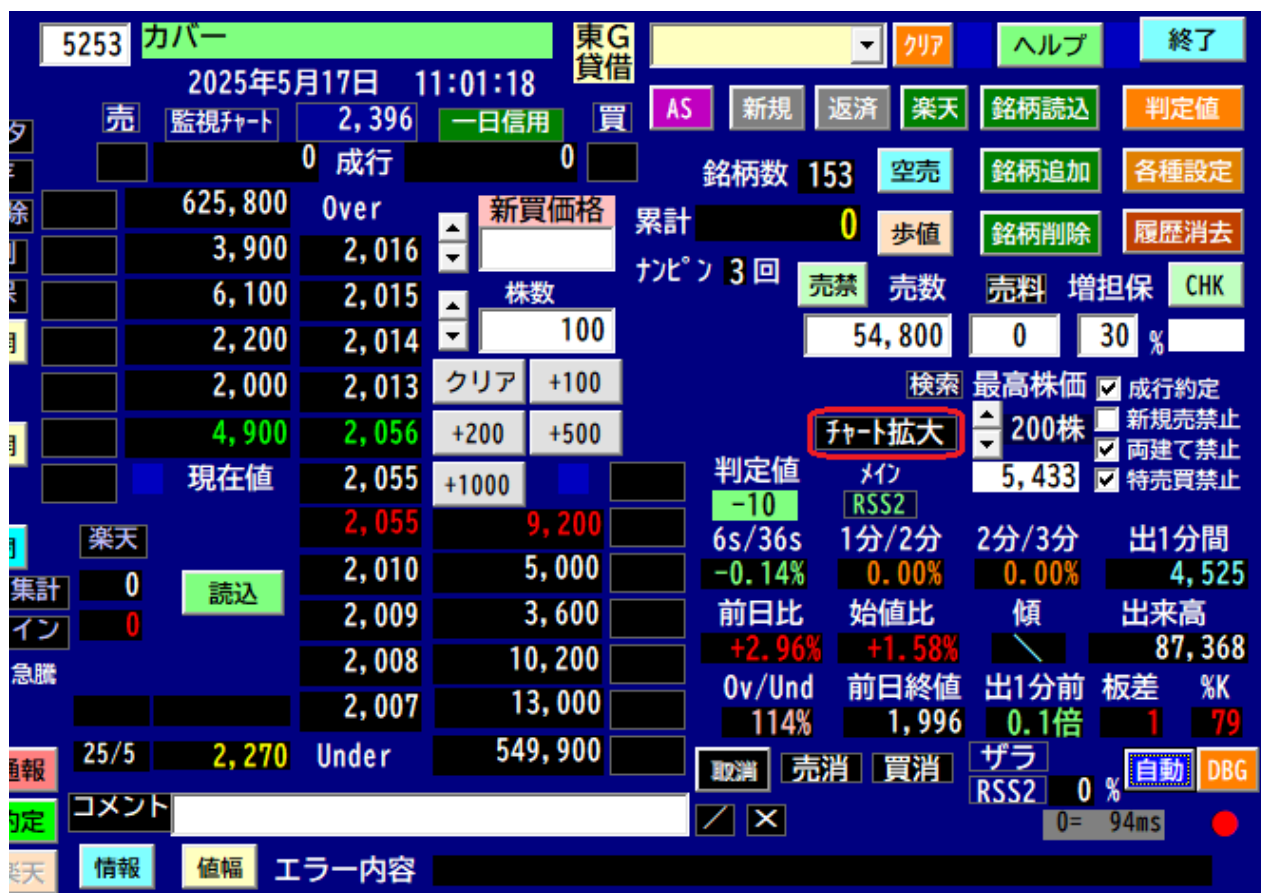 5253 カバー 東G クリア ヘルプ 終了
2025年5月17日 11:01:18 貸借
売 監視ﾁｬｰﾄ 2,396 一日信用 買 AS 新規 返済 楽天 銘柄読込 判定値
0 成行 0
銘柄数 153 空売 銘柄追加 各種設定
625,800 Over 新買価格
累計 0 歩値 銘柄削除 履歴消去
3,900 2,016
ﾅﾝﾋﾟﾝ 3回 売禁 売数 売料 増担保 CHK
6,100 2,015 株数
2,200 2,014 100 54,800 0 30 %
2,000 2,013 クリア +100 検索 最高株価 成行約定
4,900 2,056 +200 +500 ﾁｬｰﾄ拡大 200株 新規売禁止
両建て禁止
現在値 2,055 +1000 判定値 ﾒｲﾝ 5,433 特売買禁止
-10 RSS2
2,055 9,200 6s/36s 1分/2分 2分/3分 出1分間
楽天
2,010 5,000 -0.14% 0.00% 0.00% 4,525
集計 0 読込
2,009 3,600 前日比 始値比 傾 出来高
イン 0
2,008 10,200 +2.96% +1.58% ＼ 87,368
急騰
2,007 13,000 Ov/Und 前日終値 出1分前 板差 %K
114% 1,996 0.1倍 1 79
25/5 2,270 Under 549,900 取消 売消 買消 ザラ 自動 DBG
通報
RSS2 0 %
コメント ／ ×
約定 0= 94ms
楽天 情報 値幅 エラー内容